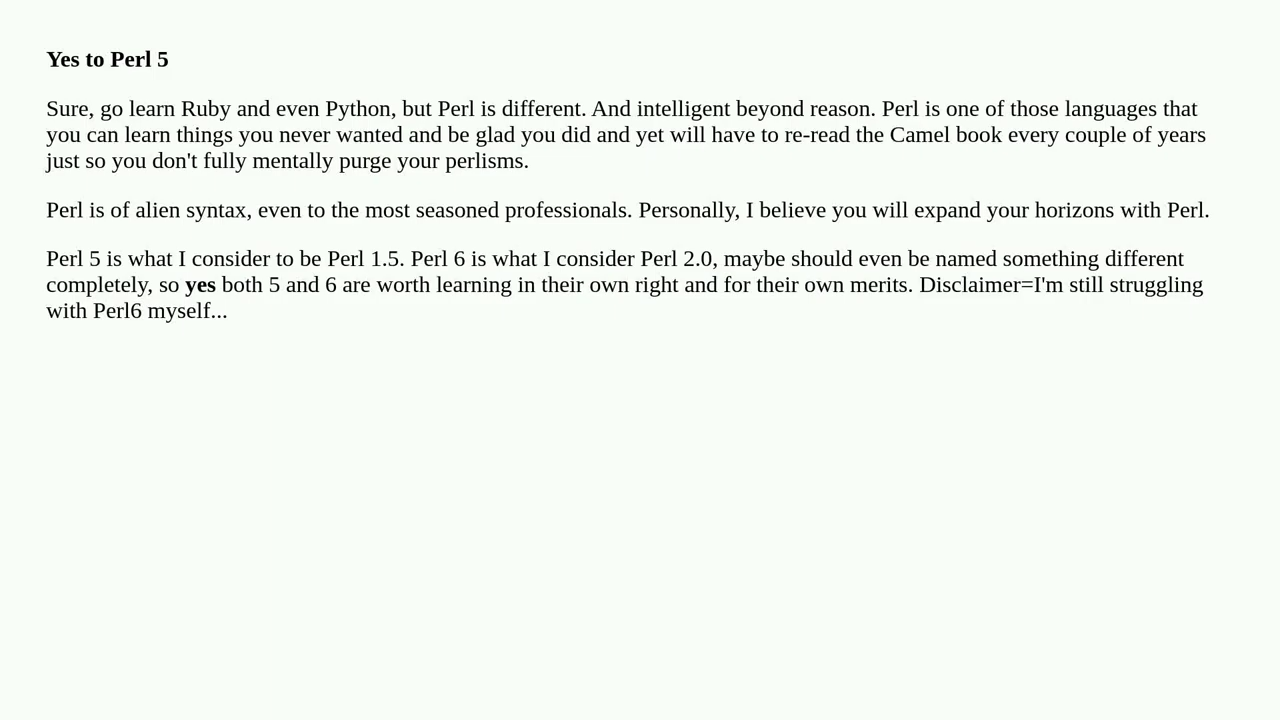 Yes to Perl 5
Sure, go learn Ruby and even Python, but Perl is different. And intelligent beyond reason. Perl is one of those languages that
you can learn things you never wanted and be glad you did and yet will have to re-read the Camel book every couple of years
just so you don't fully mentally purge your perlisms.
Perl is of alien syntax, even to the most seasoned professionals. Personally, I believe you will expand your horizons with Perl.
Perl 5 is what I consider to be Perl 1.5. Perl 6 is what I consider Perl 2.0, maybe should even be named something different
completely, so yes both 5 and 6 are worth learning in their own right and for their own merits. Disclaimer=I'm still struggling
with Perl6 myself...